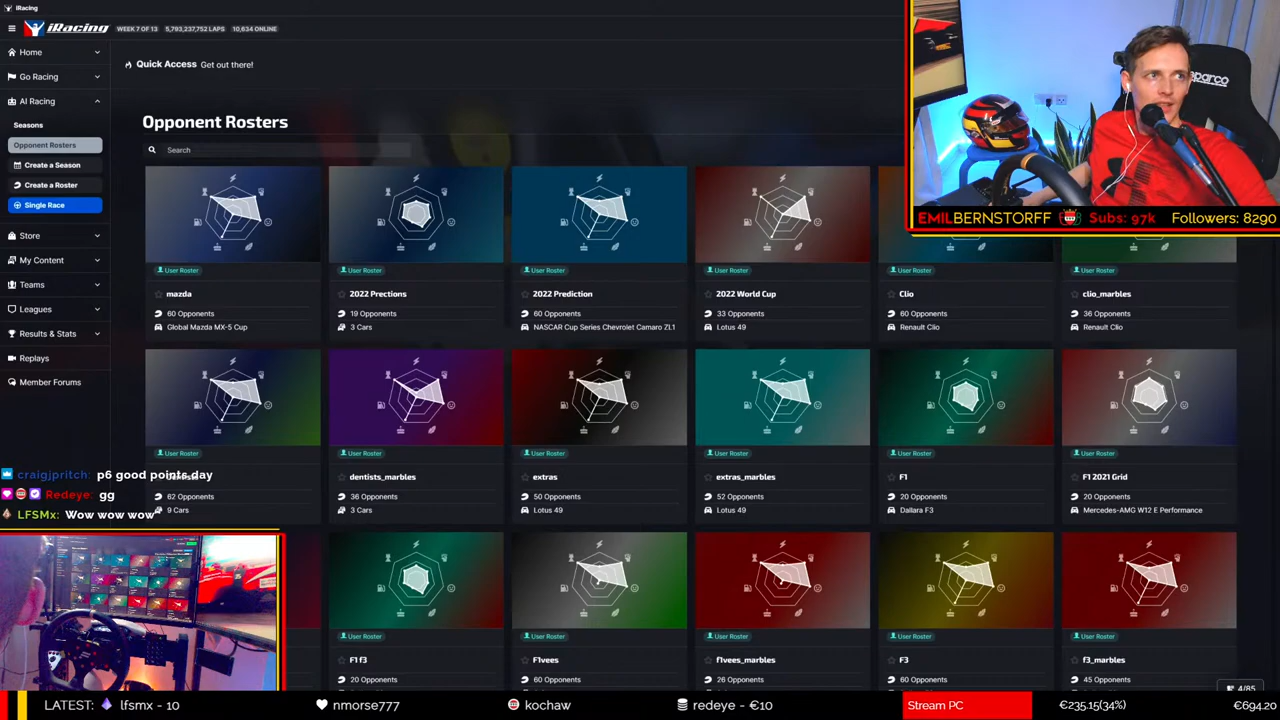 iRacing
iRacing WEEK 7 OF 13 5,793,237,752 LAPS 10,634 ONLINE
Home
Go Racing
AI Racing
Seasons
Opponent Rosters
Create a Season
Create a Roster
Single Race
Store
My Content
Teams
Leagues
Results & Stats
Replays
Member Forums
Quick Access Get out there!
Opponent Rosters
Search
sparco
EMILBERNSTORFF Subs: 97k Followers: 8290
User Roster
mazda
60 Opponents
Global Mazda MX-5 Cup
User Roster
2022 Prections
19 Opponents
3 Cars
User Roster
2022 Prediction
60 Opponents
NASCAR Cup Series Chevrolet Camaro ZL1
User Roster
2022 World Cup
33 Opponents
Lotus 49
User Roster
Clio
60 Opponents
Renault Clio
User Roster
clio_marbles
36 Opponents
Renault Clio
User Roster
62 Opponents
9 Cars
User Roster
dentists_marbles
36 Opponents
3 Cars
User Roster
extras
50 Opponents
Lotus 49
User Roster
extras_marbles
52 Opponents
Lotus 49
User Roster
F1
20 Opponents
Dallara F3
User Roster
F1 2021 Grid
20 Opponents
Mercedes-AMG W12 E Performance
craigjpritch: p6 good points day
Redeye: gg
LFSMx: Wow wow wow
User Roster
F1 f3
20 Opponents
User Roster
F1vees
60 Opponents
User Roster
f1vees_marbles
26 Opponents
User Roster
F3
60 Opponents
User Roster
f3_marbles
45 Opponents
4/85
LATEST: lfsmx - 10 nmorse777 kochaw redeye - €10 Stream PC €235.15(34%) €694.20